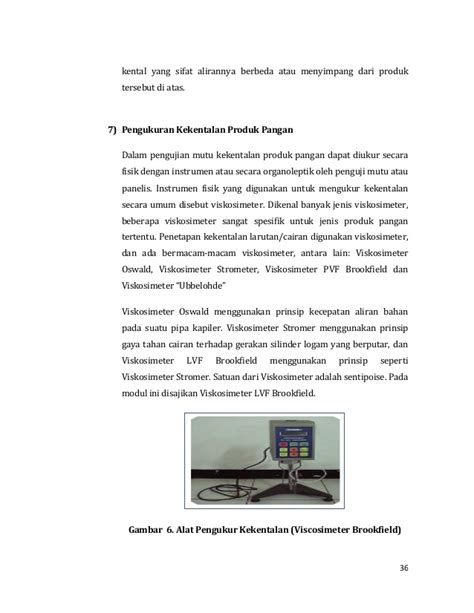 kental yang sifat alirannya berbeda atau menyimpang dari produk
tersebut di atas.
7) Pengukuran Kekentalan Produk Pangan
Dalam pengujian mutu kekentalan produk pangan dapat diukur secara
fisik dengan instrumen atau secara organoleptik oleh penguji mutu atau
panelis. Instrumen fisik yang digunakan untuk mengukur kekentalan
secara umum disebut viskosimeter. Dikenal banyak jenis viskosimeter,
beberapa viskosimeter sangat spesifik untuk jenis produk pangan
tertentu. Penetapan kekentalan larutan/cairan digunakan viskosimeter,
dan ada bermacam-macam viskosimeter, antara lain: Viskosimeter
Oswald, Viskosimeter Strometer, Viskosimeter PVF Brookfield dan
Viskosimeter “Ubbelohde”
Viskosimeter Oswald menggunakan prinsip kecepatan aliran bahan
pada suatu pipa kapiler. Viskosimeter Stromer menggunakan prinsip
gaya tahan cairan terhadap gerakan silinder logam yang berputar, dan
Viskosimeter LVF Brookfield menggunakan prinsip seperti
Viskosimeter Stromer. Satuan dari Viskosimeter adalah sentipoise. Pada
modul ini disajikan Viskosimeter LVF Brookfield.
Gambar 6. Alat Pengukur Kekentalan (Viscosimeter Brookfield)
36